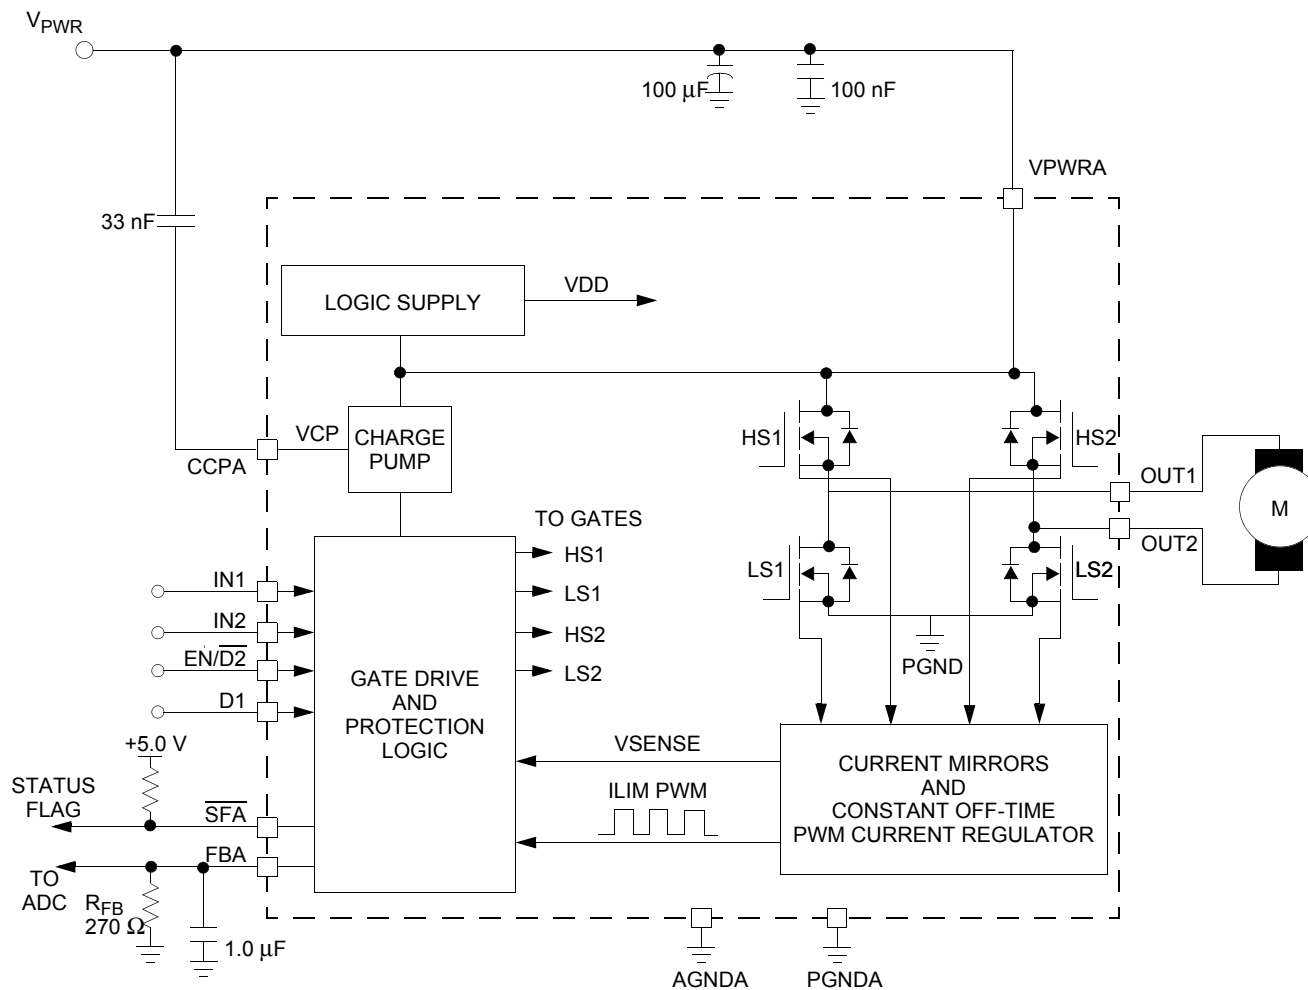 VPWR
100 µF
100 nF
VPWRA
33 nF
LOGIC SUPPLY
VDD
VCP
CHARGE
PUMP
CCPA
HS1
HS2
OUT1
M
OUT2
TO GATES
HS1
LS1
HS2
LS2
LS1
LS2
PGND
IN1
IN2
EN/D2
D1
GATE DRIVE
AND
PROTECTION
LOGIC
+5.0 V
STATUS
FLAG
SFA
FBA
TO
ADC
RFB
270 Ω
1.0 µF
VSENSE
ILIM PWM
CURRENT MIRRORS
AND
CONSTANT OFF-TIME
PWM CURRENT REGULATOR
AGNDA
PGNDA